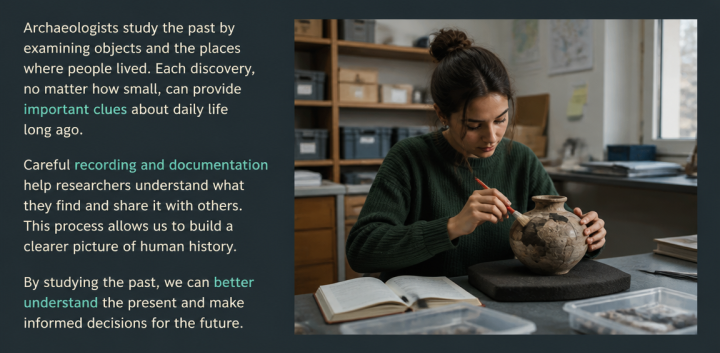 Archaeologists study the past by
examining objects and the places
where people lived. Each discovery,
no matter how small, can provide
important clues about daily life
long ago.
Careful recording and documentation
help researchers understand what
they find and share it with others.
This process allows us to build a
clearer picture of human history.
By studying the past, we can better
understand the present and make
informed decisions for the future.